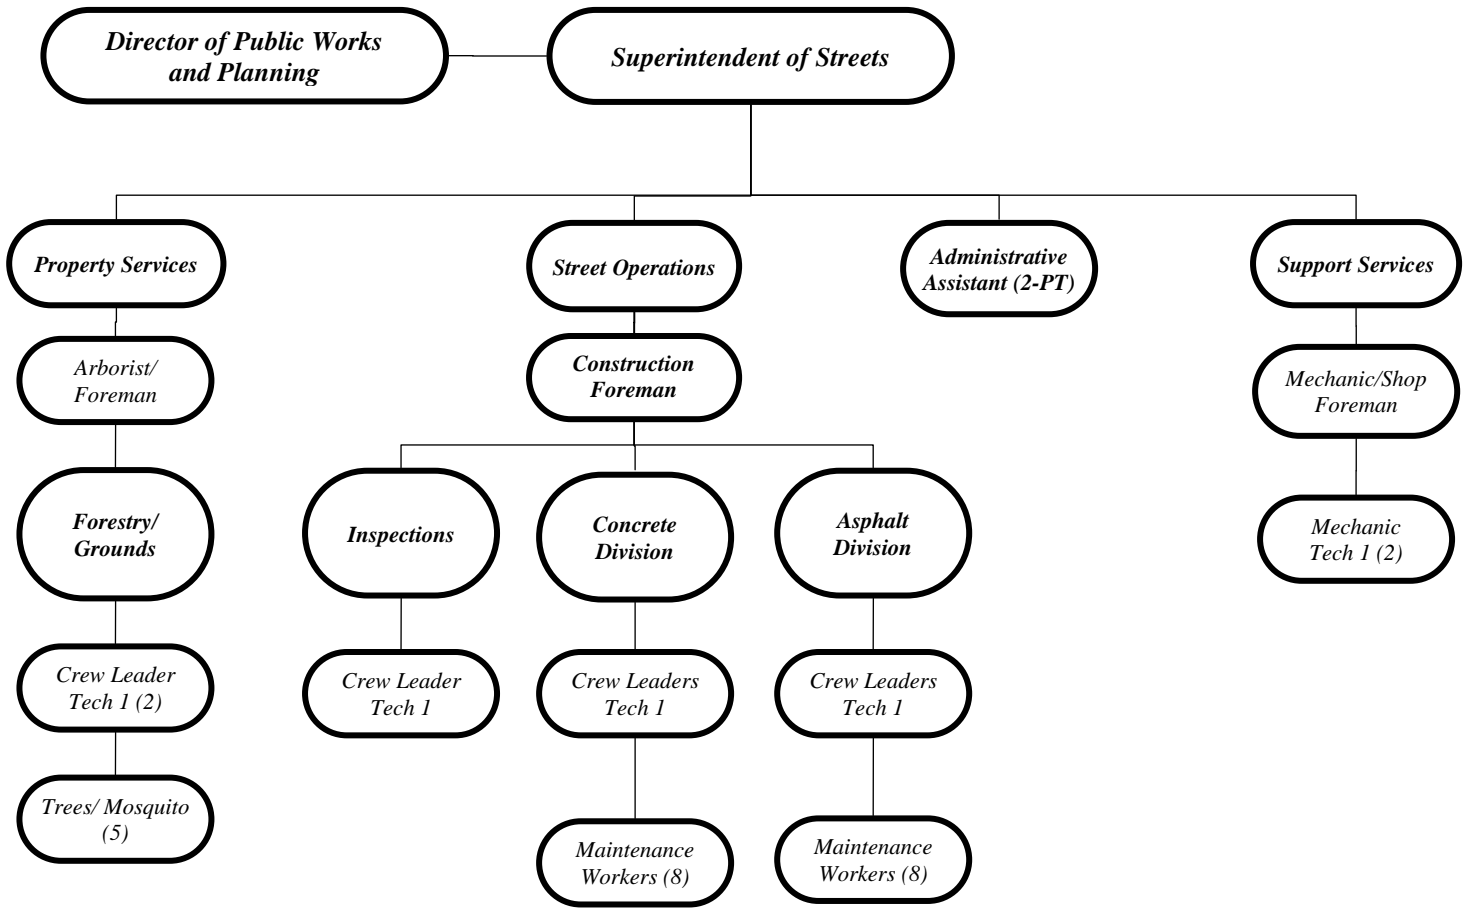 Director of Public Works
and Planning
Superintendent of Streets
Property Services
Street Operations
Administrative
Assistant (2-PT)
Support Services
Arborist/
Foreman
Construction
Foreman
Mechanic/Shop
Foreman
Forestry/
Grounds
Inspections
Concrete
Division
Asphalt
Division
Mechanic
Tech 1 (2)
Crew Leader
Tech 1 (2)
Crew Leader
Tech 1
Crew Leaders
Tech 1
Crew Leaders
Tech 1
Trees/ Mosquito
(5)
Maintenance
Workers (8)
Maintenance
Workers (8)